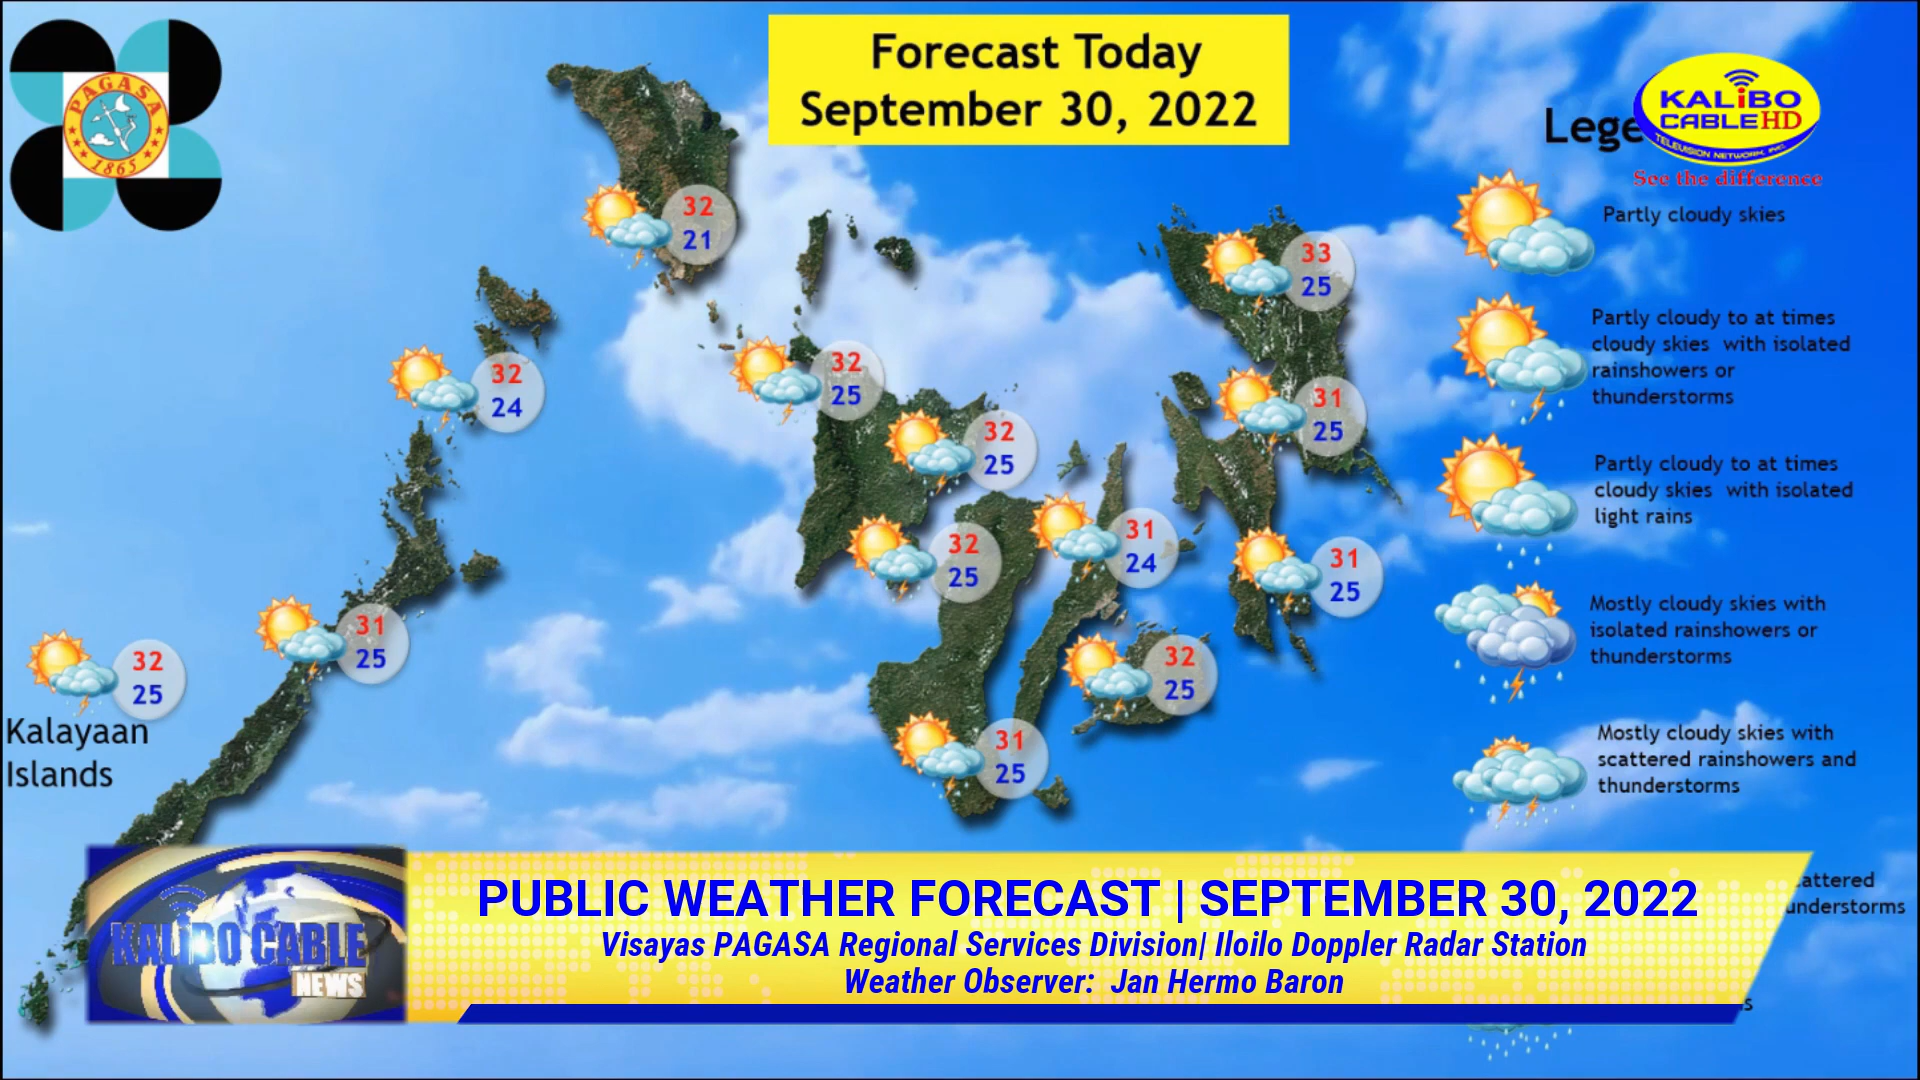 PAGASA
1865
Forecast Today
September 30, 2022
Lege
KALiBO
CABLE HD
TELEVISION NETWORK, INC.
See the difference
Partly cloudy skies
Partly cloudy to at times
cloudy skies with isolated
rainshowers or
thunderstorms
Partly cloudy to at times
cloudy skies with isolated
light rains
Mostly cloudy skies with
isolated rainshowers or
thunderstorms
Mostly cloudy skies with
scattered rainshowers and
thunderstorms
attered
understorms
s
32
21
33
25
32
24
32
25
31
25
32
25
32
25
31
24
31
25
31
25
32
25
32
25
31
25
Kalayaan
Islands
KALiBO CABLE
NEWS
PUBLIC WEATHER FORECAST | SEPTEMBER 30, 2022
Visayas PAGASA Regional Services Division| Iloilo Doppler Radar Station
Weather Observer: Jan Hermo Baron